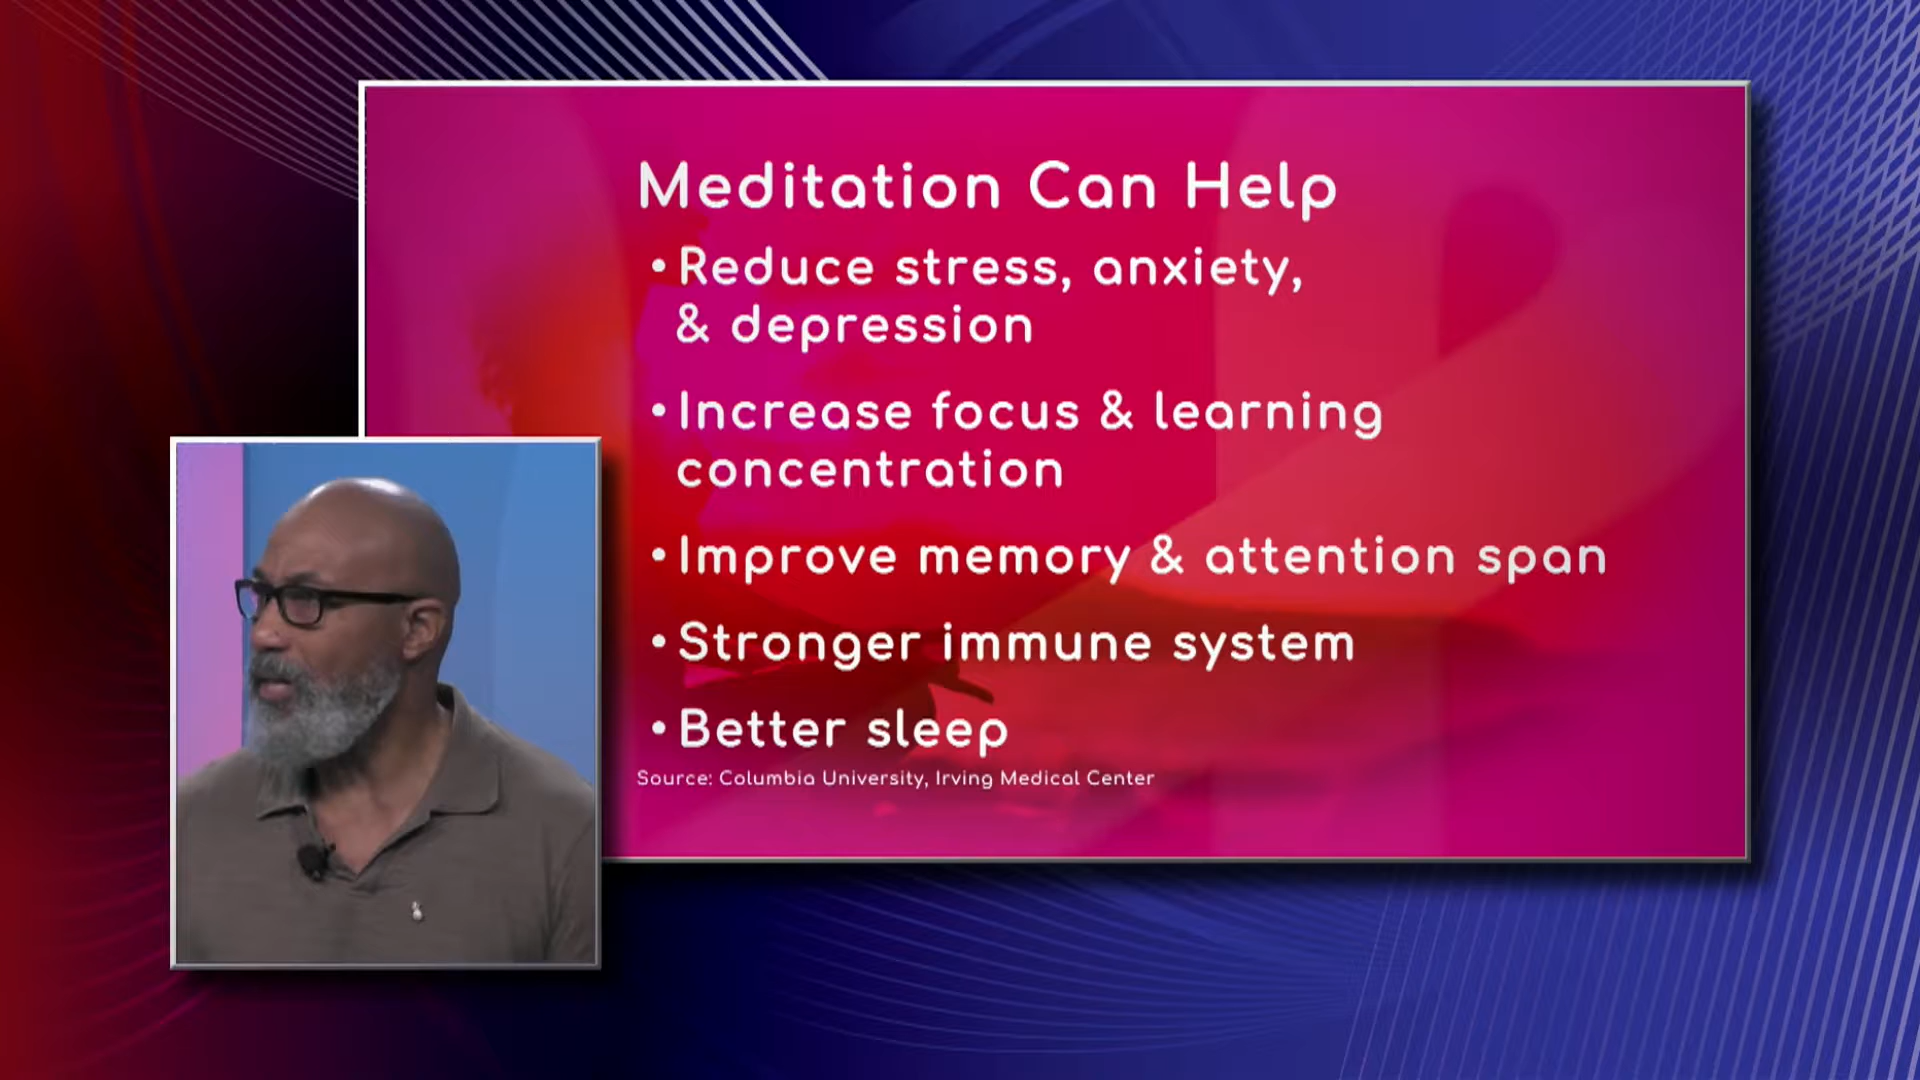 Meditation Can Help
• Reduce stress, anxiety,
& depression
• Increase focus & learning
concentration
• Improve memory & attention span
• Stronger immune system
• Better sleep
Source: Columbia University, Irving Medical Center